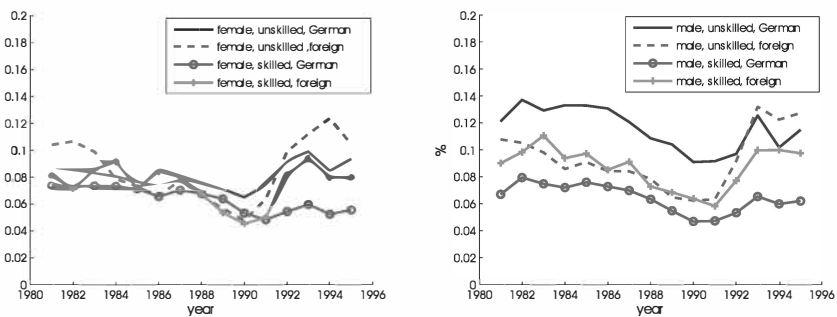 0.2
0.18
0.16
0.14
0.12
0.1
0.08
0.06
0.04
0.02
0
1980 1982 1984 1986 1988 1990 1992 1994 1996
year
female, unskilled, German
female, unskilled ,foreign
female, skilled, German
female, skilled, foreign
%
0.2
0.18
0.16
0.14
0.12
0.1
0.08
0.06
0.04
0.02
0
1980 1982 1984 1986 1988 1990 1992 1994 1996
year
male, unskilled, German
male, unskilled, foreign
male, skilled, German
male, skilled, foreign